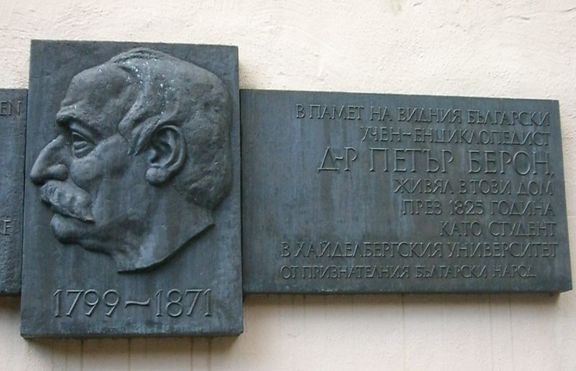 В ПАМЕТ НА ВИДНИЯ БЪЛГАРСКИ
УЧЕН-ЕНЦИКЛОПЕДИСТ
Д-Р ПЕТЪР БЕРОН,
ЖИВЯЛ В ТОЗИ ДОМ
ПРЕЗ 1825 ГОДИНА
КАТО СТУДЕНТ
В ХАЙДЕЛБЕРГСКИЯ УНИВЕРСИТЕТ
ОТ ПРИЗНАТЕЛНИЯ БЪЛГАРСКИ НАРОД
1799–1871